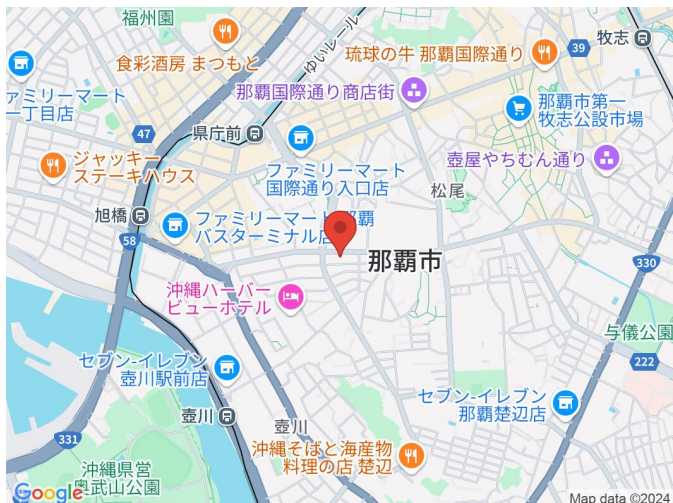 福州園
ゆいレール
牧志
食彩酒房 まつもと
琉球の牛 那覇国際通り
39
ファミリーマート
一丁目店
那覇国際通り商店街
那覇市第一
牧志公設市場
47
県庁前
ジャッキー
ステーキハウス
ファミリーマート
国際通り入口店
壺屋やちむん通り
松尾
旭橋
58
ファミリーマート那覇
バスターミナル店
那覇市
330
沖縄ハーバー
ビューホテル
与儀公園
222
セブン-イレブン
壺川駅前店
セブン-イレブン
那覇楚辺店
壺川
壺川
331
沖縄そばと海産物
料理の店 楚辺
沖縄県営
奥武山公園
Google
Map data ©2024